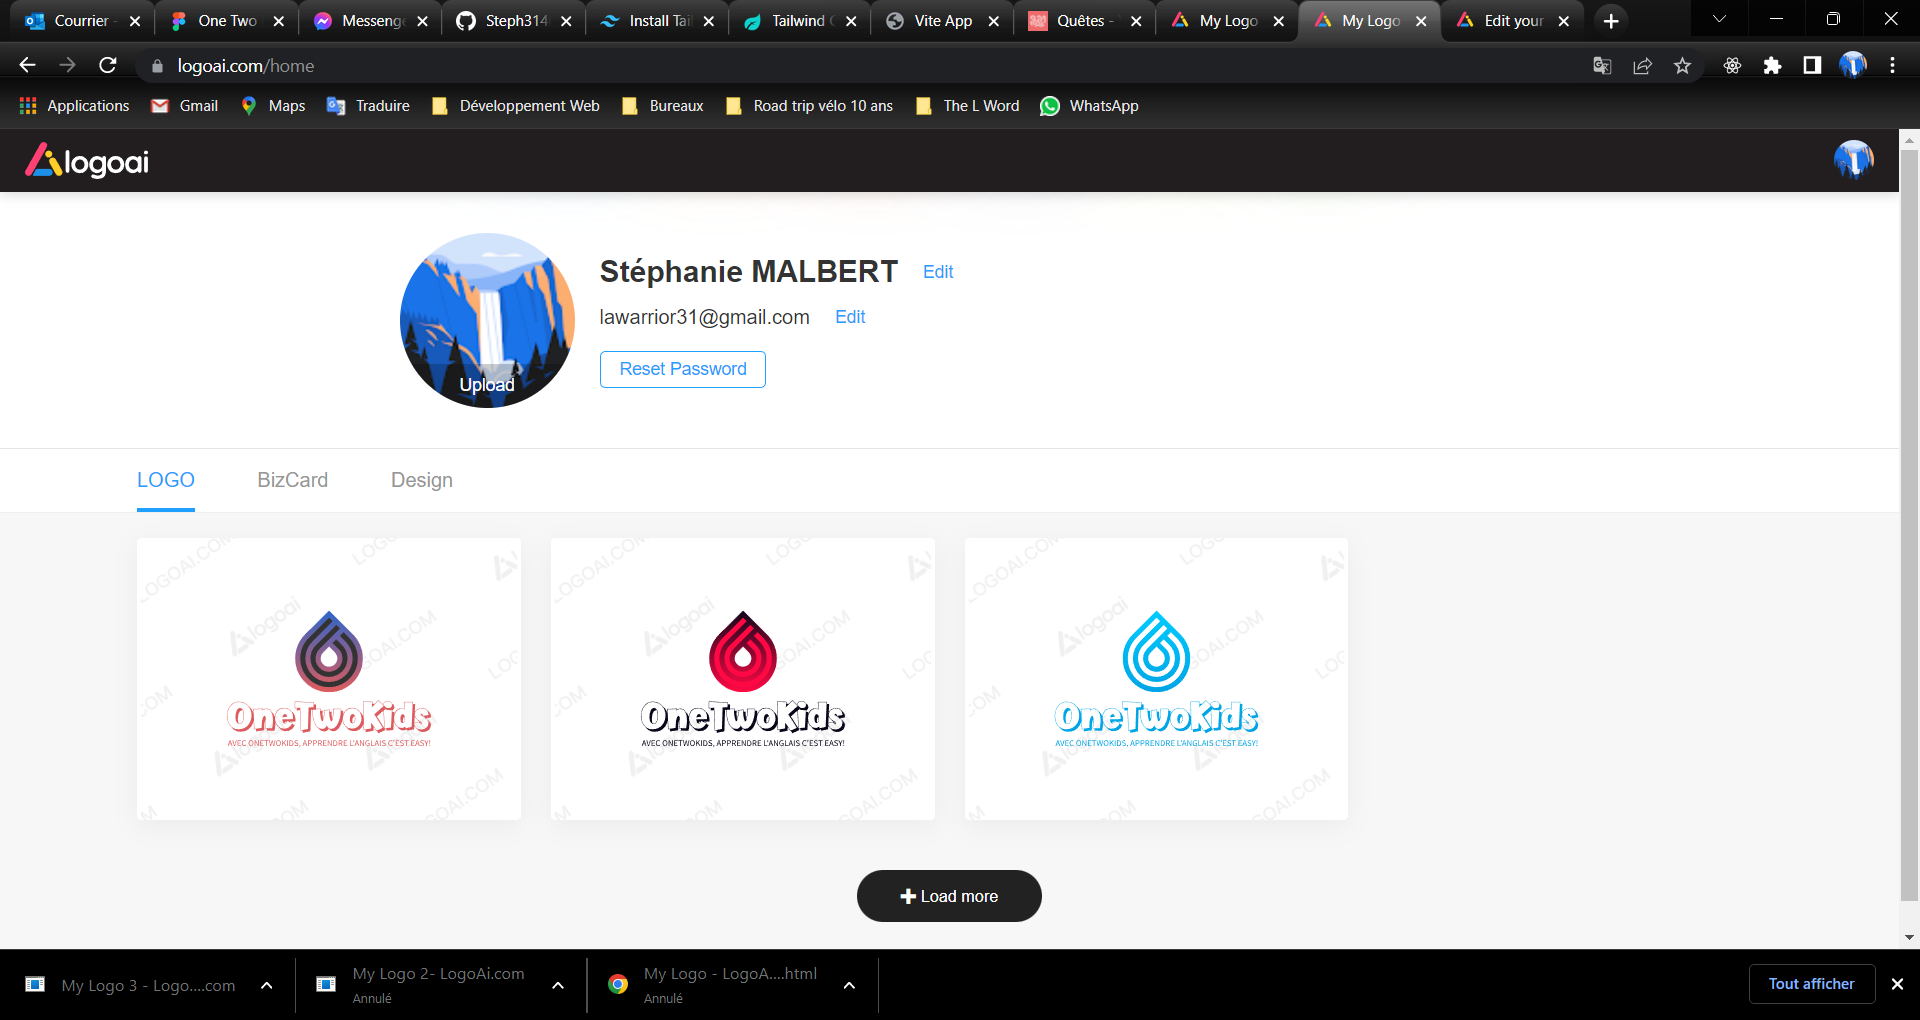 Courrier -
One Two
Messenge
Steph314
Install Tail
Tailwind C
Vite App
Quêtes -
My Logo
My Logo
Edit your
logoai.com/home
Applications
Gmail
Maps
Traduire
Développement Web
Bureaux
Road trip vélo 10 ans
The L Word
WhatsApp
logoai
Stéphanie MALBERT Edit
lawarrior31@gmail.com Edit
Upload
Reset Password
LOGO BizCard Design
OneTwoKids
AVEC ONETWOKIDS, APPRENDRE L'ANGLAIS C'EST EASY!
OneTwoKids
AVEC ONETWOKIDS, APPRENDRE L'ANGLAIS C'EST EASY!
OneTwoKids
AVEC ONETWOKIDS, APPRENDRE L'ANGLAIS C'EST EASY!
Load more
My Logo 3 - Logo....com
My Logo 2- LogoAi.com
Annulé
My Logo - LogoA....html
Annulé
Tout afficher